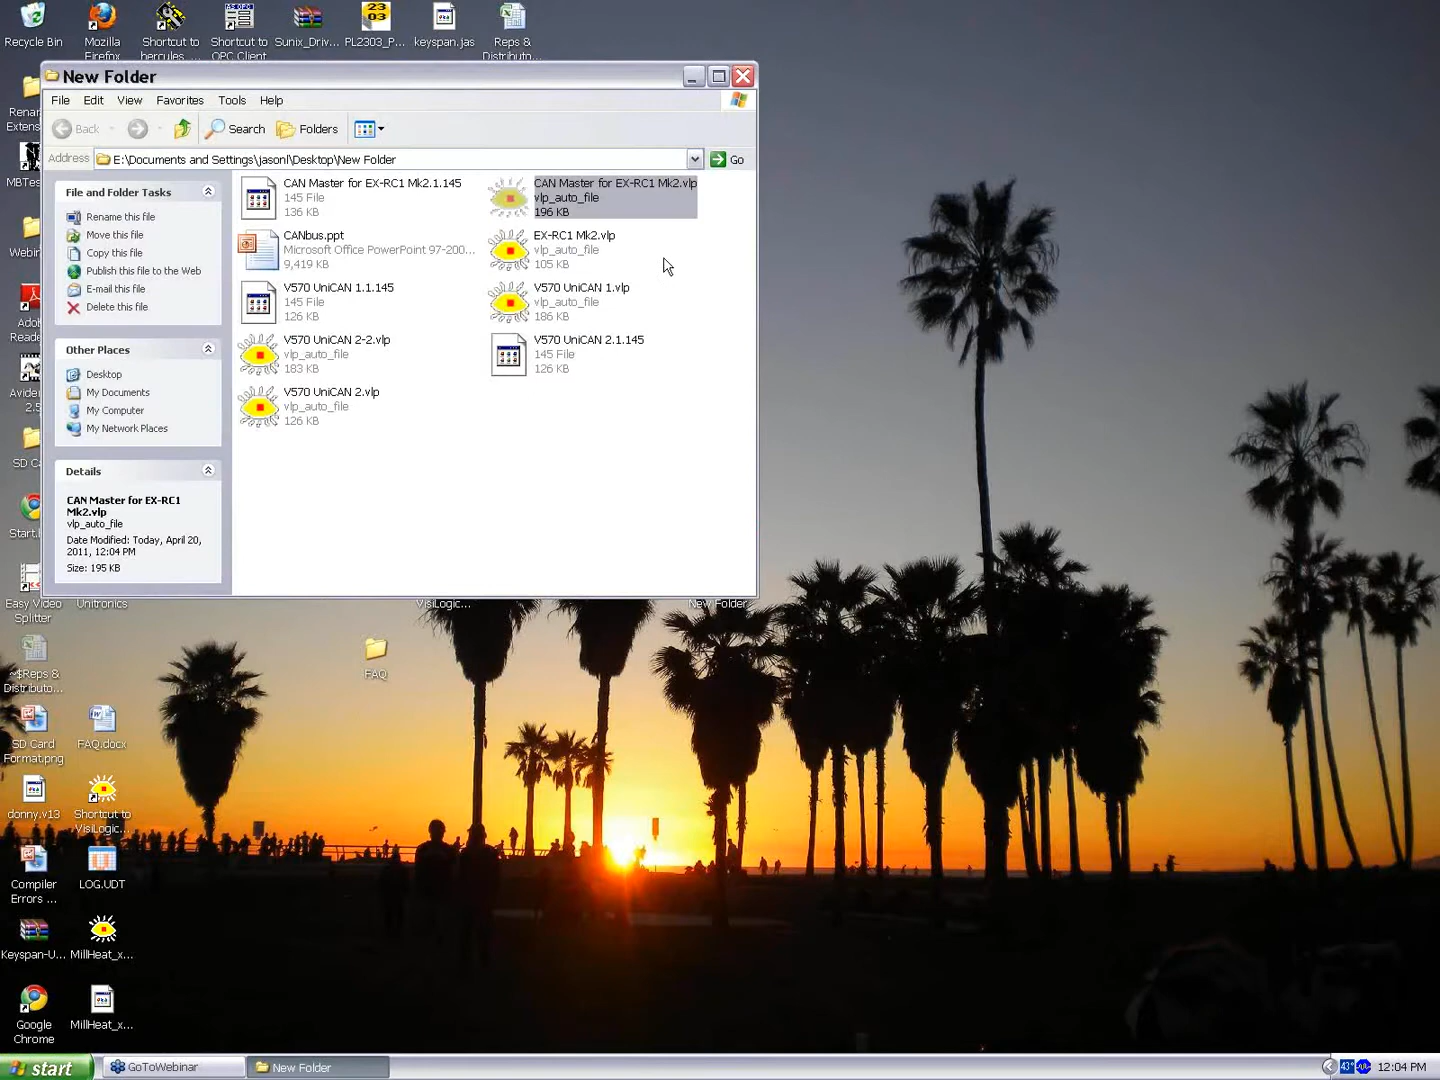 Recycle Bin
Mozilla
Firefox
Shortcut to
hercules_...
Shortcut to
OPC Client
Sunix_Driv...
PL2303_P...
keyspan.jas
Reps &
Distributo...
New Folder
File Edit View Favorites Tools Help
Back
Search
Folders
Address
E:\Documents and Settings\jasonl\Desktop\New Folder
Go
File and Folder Tasks
Rename this file
Move this file
Copy this file
Publish this file to the Web
E-mail this file
Delete this file
Other Places
Desktop
My Documents
My Computer
My Network Places
Details
CAN Master for EX-RC1
Mk2.vlp
vlp_auto_file
Date Modified: Today, April 20,
2011, 12:04 PM
Size: 195 KB
CAN Master for EX-RC1 Mk2.1.145
145 File
136 KB
CAN Master for EX-RC1 Mk2.vlp
vlp_auto_file
196 KB
CANbus.ppt
Microsoft Office PowerPoint 97-200...
9,419 KB
EX-RC1 Mk2.vlp
vlp_auto_file
105 KB
V570 UniCAN 1.1.145
145 File
126 KB
V570 UniCAN 1.vlp
vlp_auto_file
186 KB
V570 UniCAN 2-2.vlp
vlp_auto_file
183 KB
V570 UniCAN 2.1.145
145 File
126 KB
V570 UniCAN 2.vlp
vlp_auto_file
126 KB
Easy Video
Splitter
Unitronics
VisiLogic...
New Folder
~$Reps &
Distributo...
FAQ
SD Card
Format.png
FAQ.docx
donny.v13
Shortcut to
VisiLogic...
Compiler
Errors ...
LOG.UDT
Keyspan-U...
MillHeat_x...
Google
Chrome
MillHeat_x...
start
GoToWebinar
New Folder
43°
12:04 PM